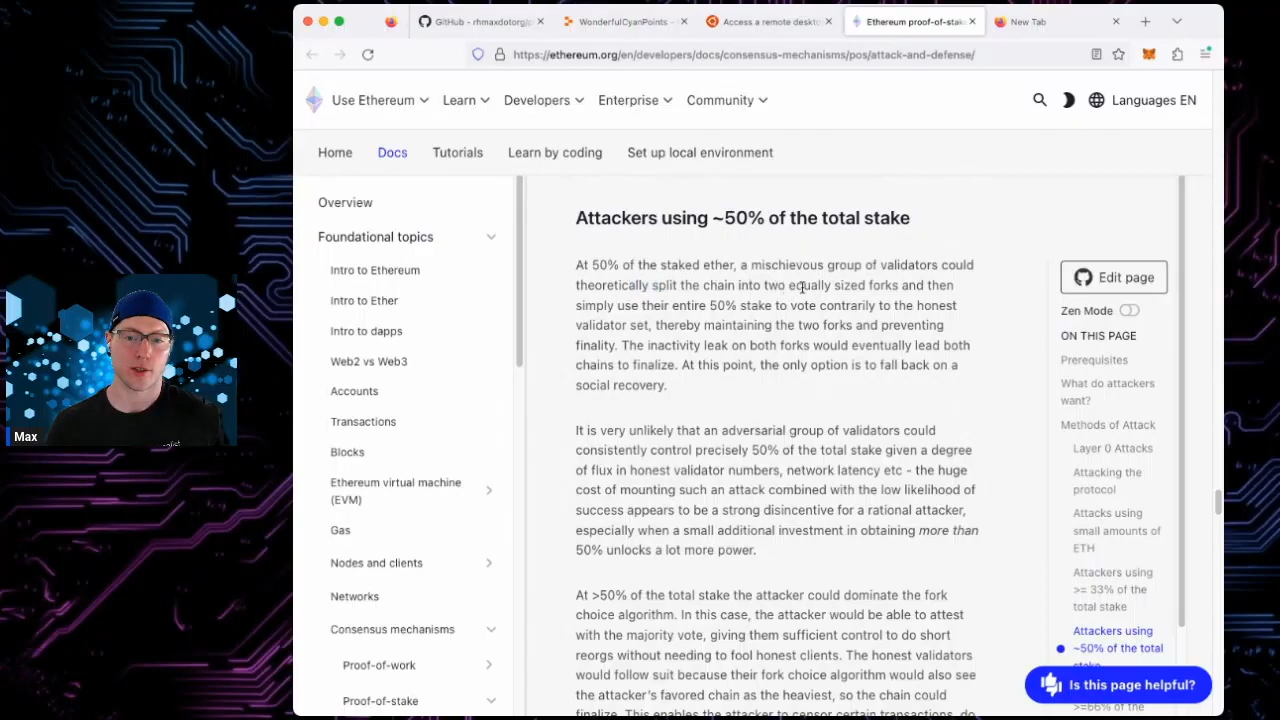 GitHub - rhmaxdotorg/p
WonderfulCyanPoints -
Access a remote deskto
Ethereum proof-of-stak
New Tab
https://ethereum.org/en/developers/docs/consensus-mechanisms/pos/attack-and-defense/
Use Ethereum
Learn
Developers
Enterprise
Community
Languages EN
Home
Docs
Tutorials
Learn by coding
Set up local environment
Overview
Foundational topics
Intro to Ethereum
Intro to Ether
Intro to dapps
Web2 vs Web3
Accounts
Transactions
Blocks
Ethereum virtual machine
(EVM)
Gas
Nodes and clients
Networks
Consensus mechanisms
Proof-of-work
Proof-of-stake
Attackers using ~50% of the total stake
At 50% of the staked ether, a mischievous group of validators could
theoretically split the chain into two equally sized forks and then
simply use their entire 50% stake to vote contrarily to the honest
validator set, thereby maintaining the two forks and preventing
finality. The inactivity leak on both forks would eventually lead both
chains to finalize. At this point, the only option is to fall back on a
social recovery.
It is very unlikely that an adversarial group of validators could
consistently control precisely 50% of the total stake given a degree
of flux in honest validator numbers, network latency etc - the huge
cost of mounting such an attack combined with the low likelihood of
success appears to be a strong disincentive for a rational attacker,
especially when a small additional investment in obtaining more than
50% unlocks a lot more power.
At >50% of the total stake the attacker could dominate the fork
choice algorithm. In this case, the attacker would be able to attest
with the majority vote, giving them sufficient control to do short
reorgs without needing to fool honest clients. The honest validators
would follow suit because their fork choice algorithm would also see
the attacker's favored chain as the heaviest, so the chain could
finalize. This enables the attacker to censor certain transactions, do
Edit page
Zen Mode
ON THIS PAGE
Prerequisites
What do attackers
want?
Methods of Attack
Layer 0 Attacks
Attacking the
protocol
Attacks using
small amounts of
ETH
Attackers using
>= 33% of the
total stake
Attackers using
~50% of the total
stake
Is this page helpful?
>=66% of the
Max